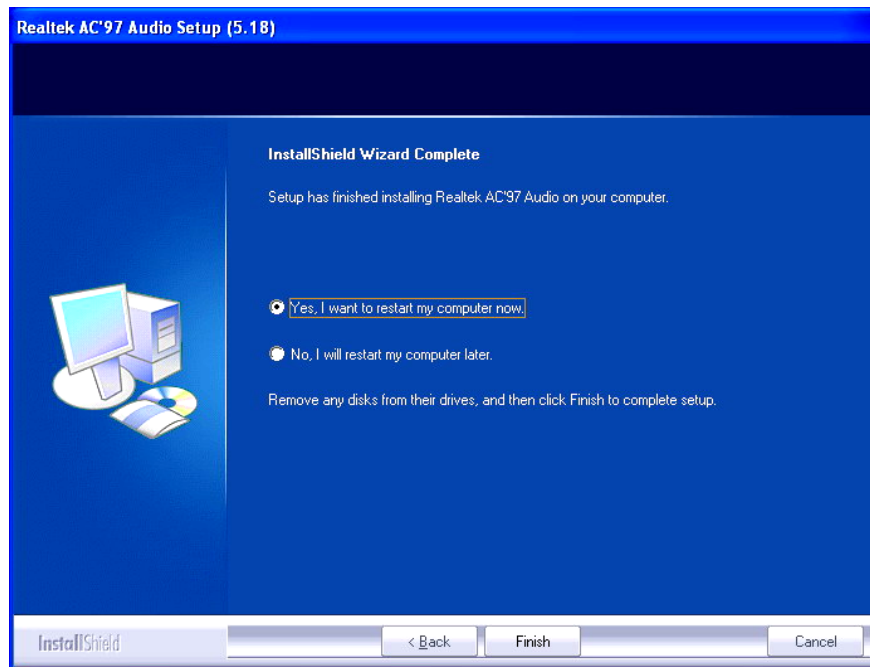 Realtek AC'97 Audio Setup (5.18)
InstallShield Wizard Complete
Setup has finished installing Realtek AC'97 Audio on your computer.
Yes, I want to restart my computer now.
No, I will restart my computer later.
Remove any disks from their drives, and then click Finish to complete setup.
InstallShield
< Back
Finish
Cancel